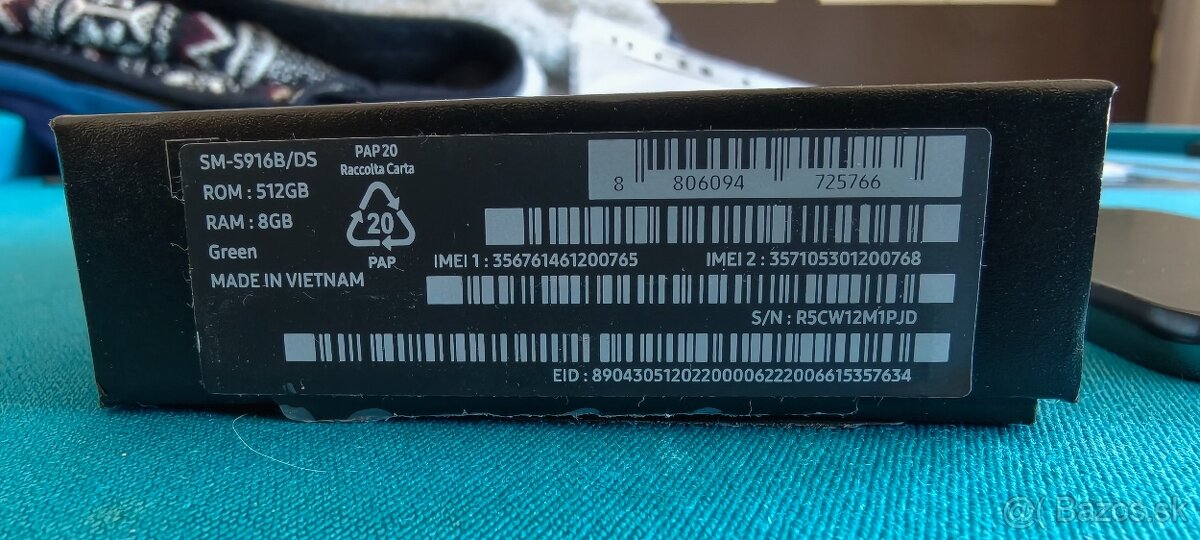 SM-S916B/DS
ROM : 512GB
RAM : 8GB
Green
MADE IN VIETNAM
PAP 20
Raccolta Carta
20
PAP
8 806094 725766
IMEI 1 : 356761461200765 IMEI 2 : 357105301200768
S/N : R5CW12M1PJD
EID : 89043051202200006222006615357634
@( Bazos.sk